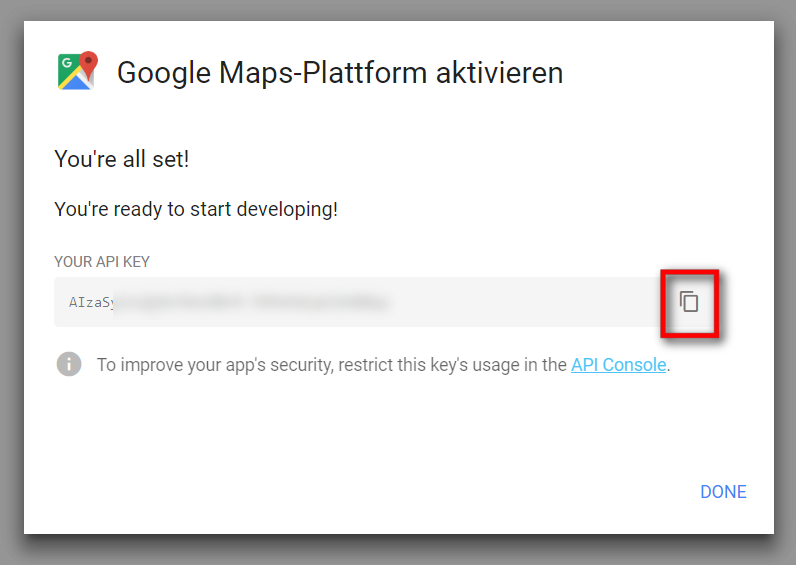 Google Maps-Plattform aktivieren
You're all set!
You're ready to start developing!
YOUR API KEY
AIzaSy
To improve your app's security, restrict this key's usage in the API Console.
DONE